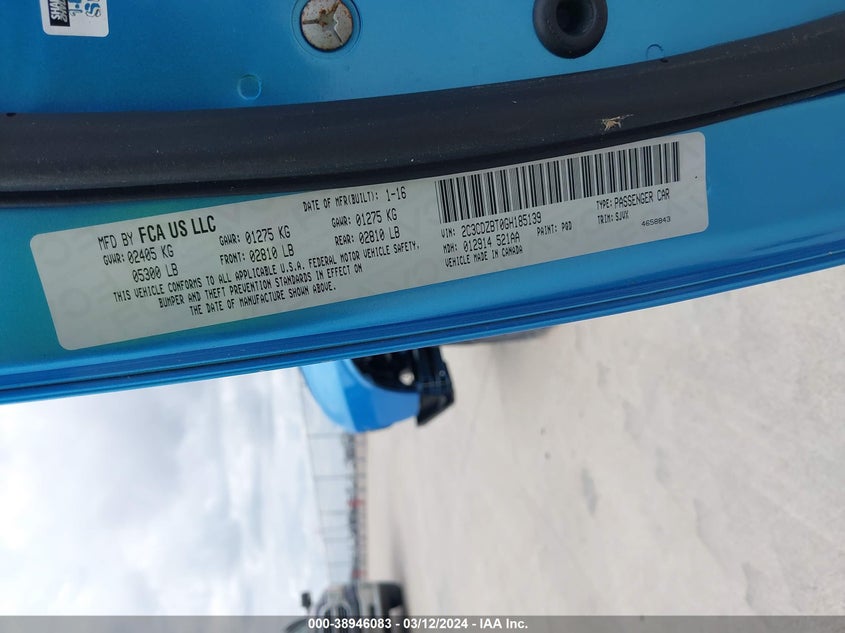 MFD BY FCA US LLC
DATE OF MFR(BUILT): 1-16
GVWR: 02405 KG
GAWR: 01275 KG
GAWR: 01275 KG
05300 LB
FRONT: 02810 LB
REAR: 02810 LB
THIS VEHICLE CONFORMS TO ALL APPLICABLE U.S.A. FEDERAL MOTOR VEHICLE SAFETY,
BUMPER AND THEFT PREVENTION STANDARDS IN EFFECT ON
THE DATE OF MANUFACTURE SHOWN ABOVE.
VIN: 2C3CDZBT0GH185139
TYPE: PASSENGER CAR
MDH: 012914 521AA
PAINT: PQD
TRIM: SJVX
VEHICLE MADE IN CANADA
4658843
000-38946083 - 03/12/2024 - IAA Inc.